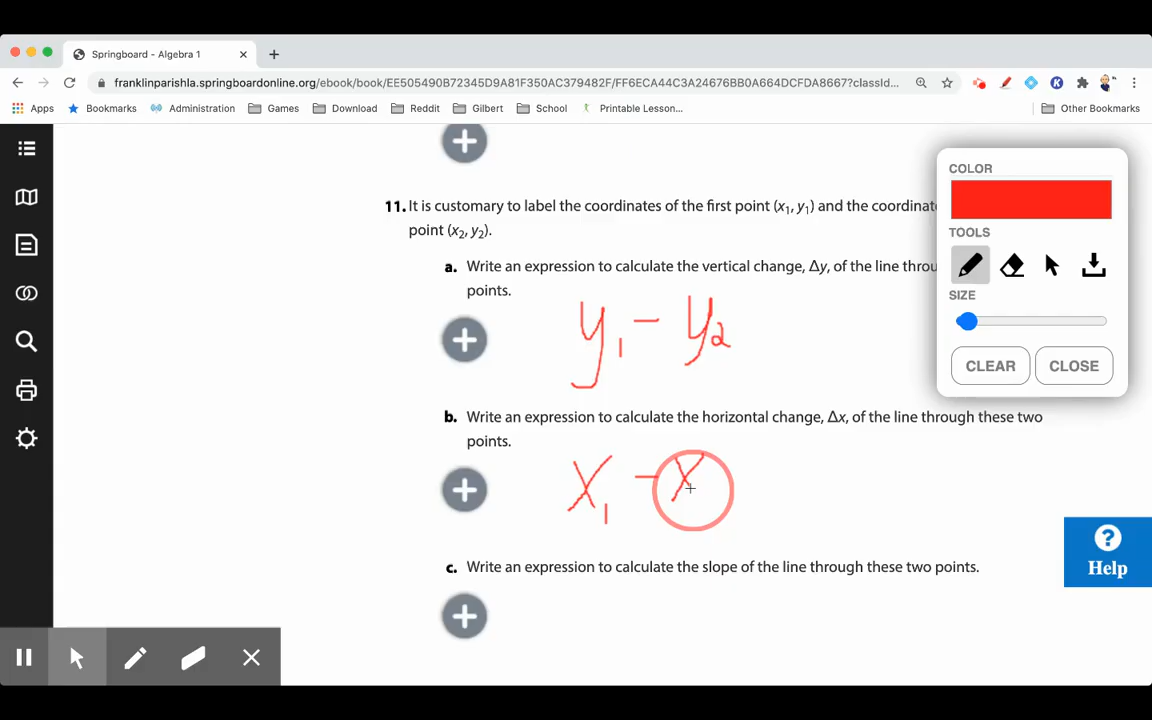 Springboard - Algebra 1
franklinparishla.springboardonline.org/ebook/book/EE505490B72345D9A81F350AC379482F/FF6ECA44C3A24676BB0A664DCFDA8667?classId...
Apps Bookmarks Administration Games Download Reddit Gilbert School Printable Lesson... Other Bookmarks
11. It is customary to label the coordinates of the first point (x₁, y₁) and the coordinat
point (x₂, y₂).
a. Write an expression to calculate the vertical change, Δy, of the line throu
points.
y₁ − y₂
b. Write an expression to calculate the horizontal change, Δx, of the line through these two
points.
x₁ − x
c. Write an expression to calculate the slope of the line through these two points.
COLOR
TOOLS
SIZE
CLEAR CLOSE
?
Help